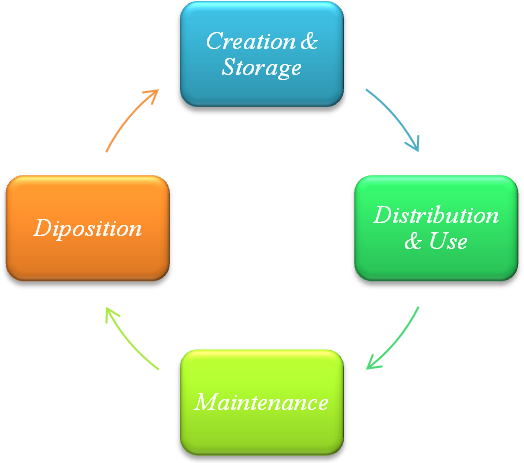 Creation &
Storage
Distribution
& Use
Maintenance
Diposition